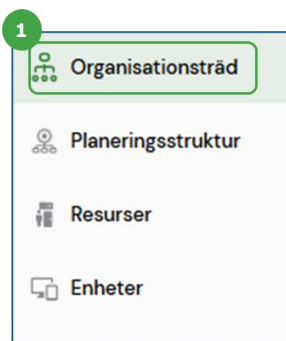 1
Organisationsträd
Planeringsstruktur
Resurser
Enheter